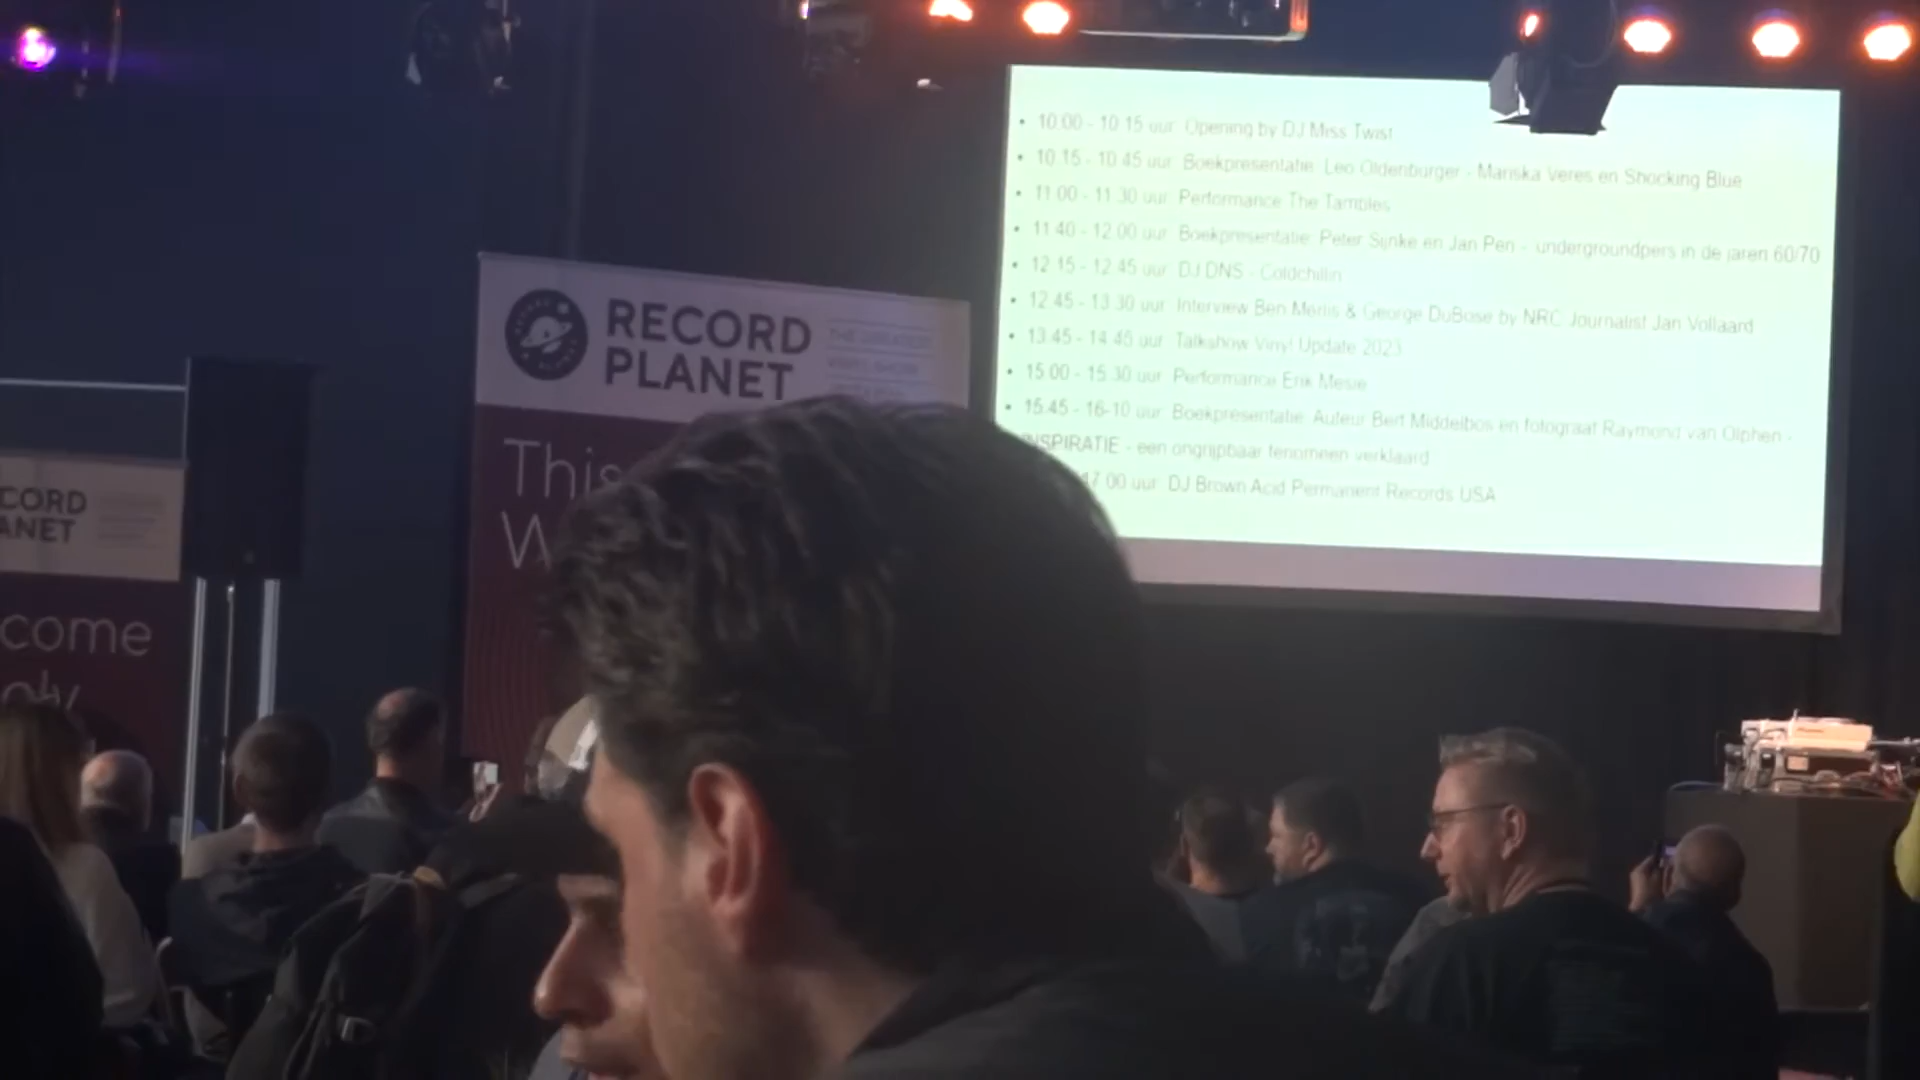 10.00 - 10.15 uur Opening by DJ Miss Twist
10.15 - 10.45 uur Boekpresentatie: Leo Oldenburger - Mariska Veres en Shocking Blue
11.00 - 11.30 uur Performance The Tambles
11.40 - 12.00 uur Boekpresentatie: Peter Sijnke en Jan Pen - undergroundpers in de jaren 60/70
12.15 - 12.45 uur DJ DNS - Coldchillin
12.45 - 13.30 uur Interview Ben & George DuBose by NRC Journalist Jan Vollaard
13.45 - 14.45 uur Talkshow Vinyl Update 2023
15.00 - 15.30 uur Performance Erik Mesie
15.45 - 16-10 uur Boekpresentatie: Auteur Bert Middelbos en fotograaf Raymond van Olphen -
INSPIRATIE - een ongrijpbaar fenomeen verklaard
17.00 uur DJ Brown Acid Permanent Records USA
RECORD
PLANET
This
W
CORD
ANET
come